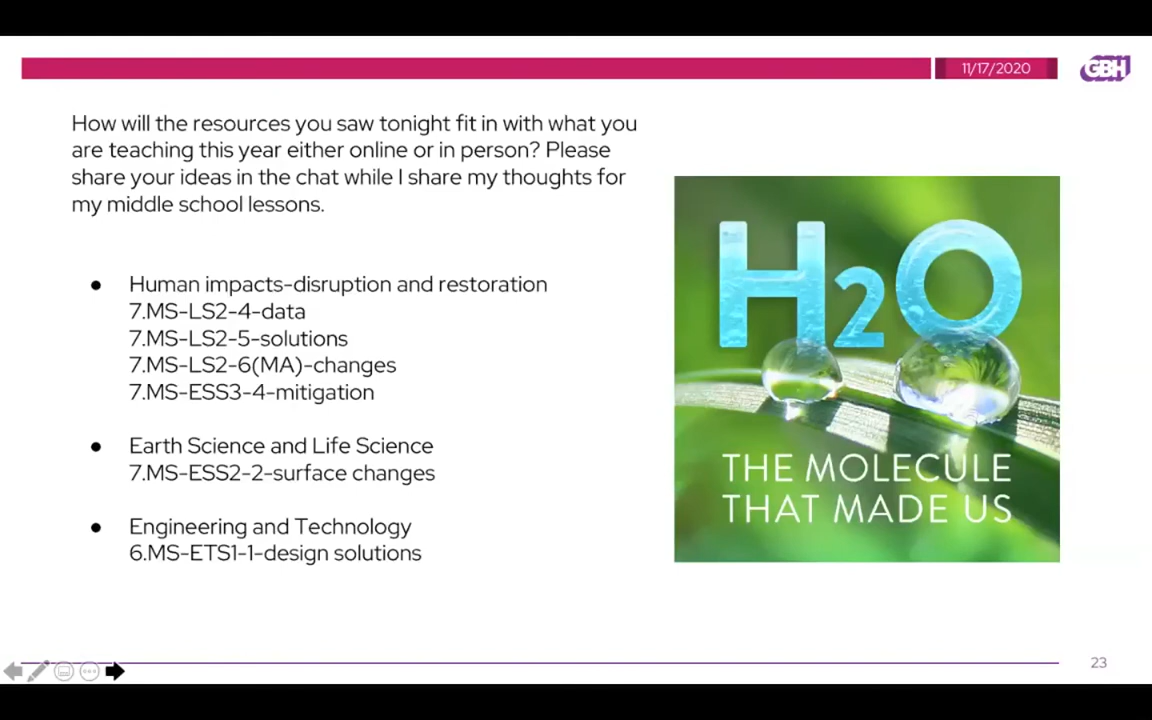 11/17/2020
GBH
How will the resources you saw tonight fit in with what you
are teaching this year either online or in person? Please
share your ideas in the chat while I share my thoughts for
my middle school lessons.
● Human impacts-disruption and restoration
7.MS-LS2-4-data
7.MS-LS2-5-solutions
7.MS-LS2-6(MA)-changes
7.MS-ESS3-4-mitigation
● Earth Science and Life Science
7.MS-ESS2-2-surface changes
● Engineering and Technology
6.MS-ETS1-1-design solutions
H2O
THE MOLECULE
THAT MADE US
23